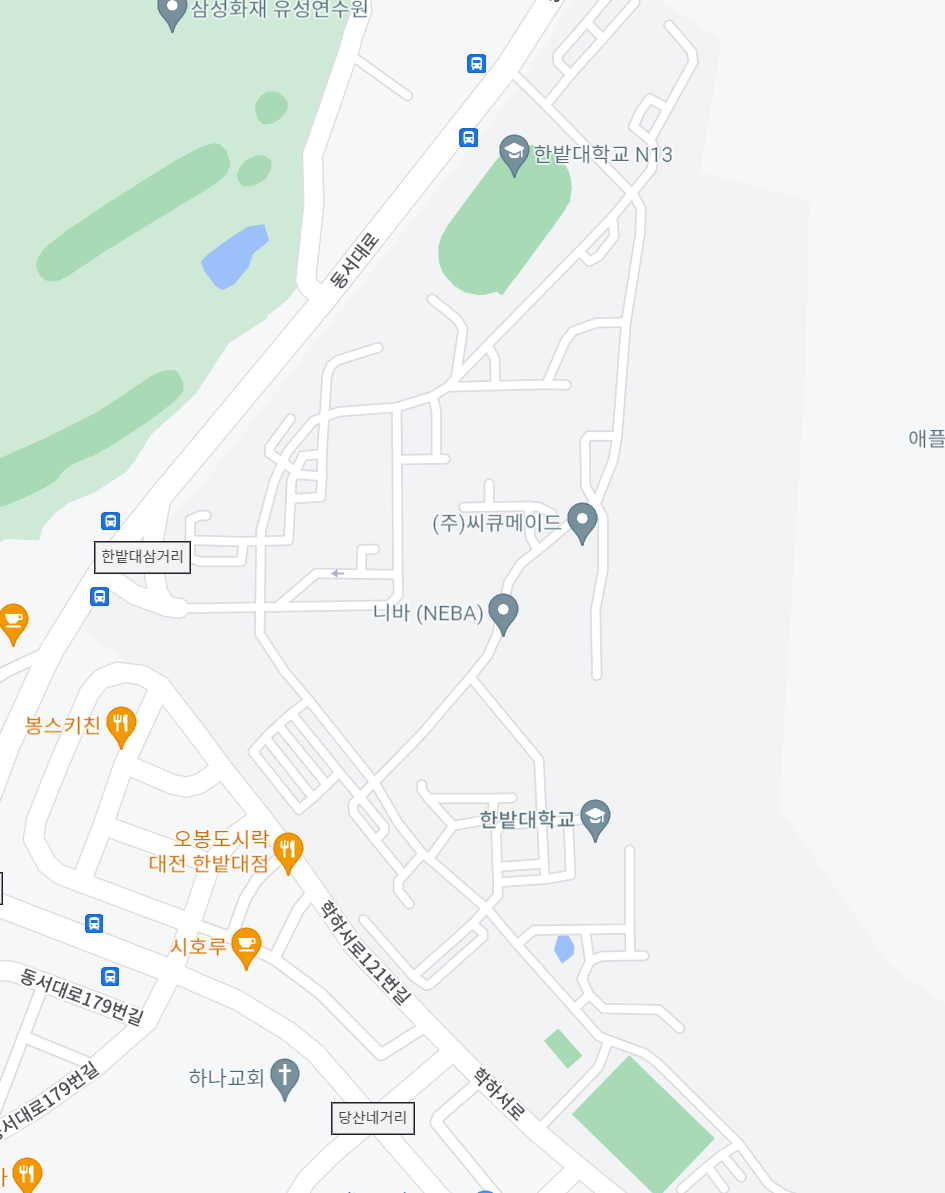 삼성화재 유성연수원
한밭대학교 N13
동서대로
애플
(주)씨큐메이드
한밭대삼거리
니바 (NEBA)
봉스키친
한밭대학교
오봉도시락
대전 한밭대점
학하서로121번길
시호루
동서대로179번길
동서대로179번길
하나교회
학하서로
당산네거리